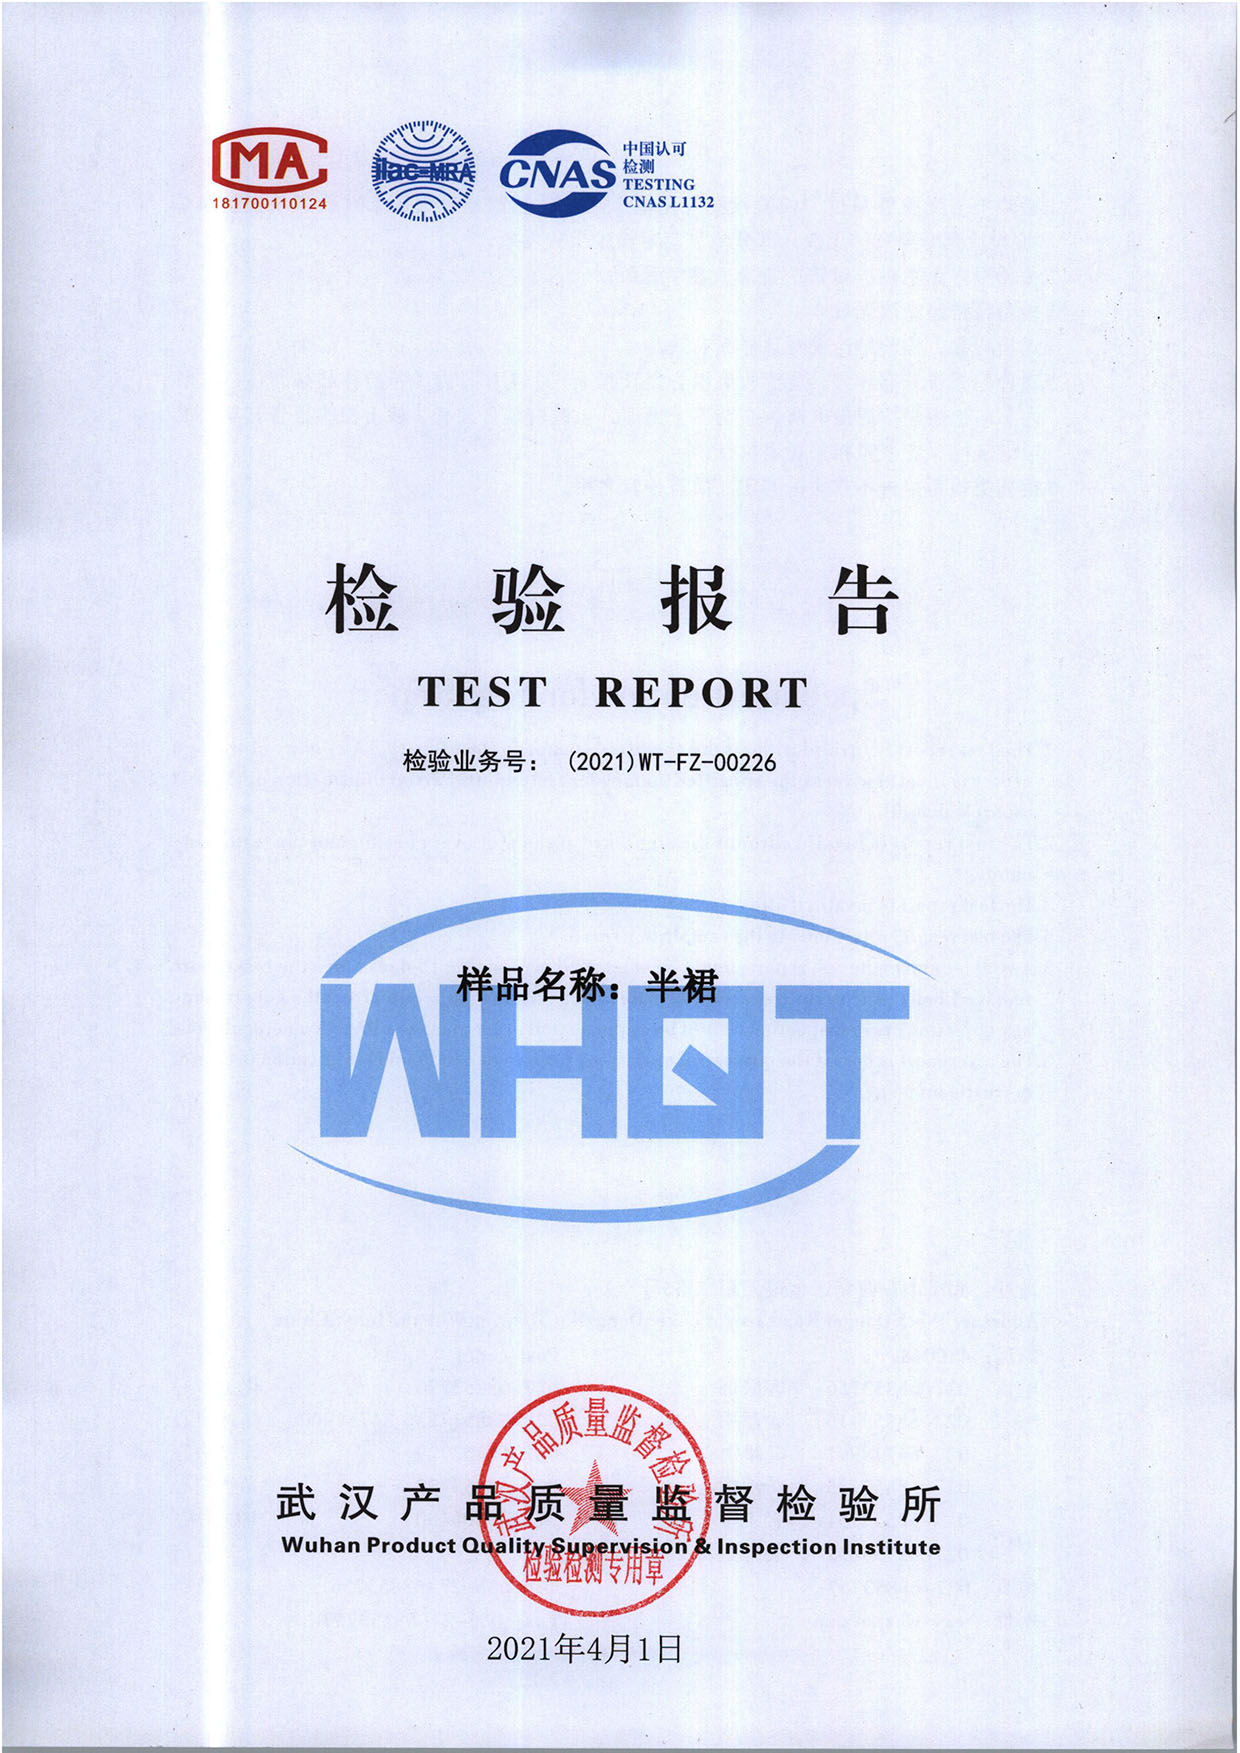 MA
181700110124
ilac-MRA
CNAS
中国认可
检测
TESTING
CNAS L1132
检验报告
TEST REPORT
检验业务号： (2021)WT-FZ-00226
样品名称：半裙
WHQT
武汉产品质量监督检验所
武汉产品质量监督检验所
Wuhan Product Quality Supervision & Inspection Institute
检验检测专用章
2021年4月1日